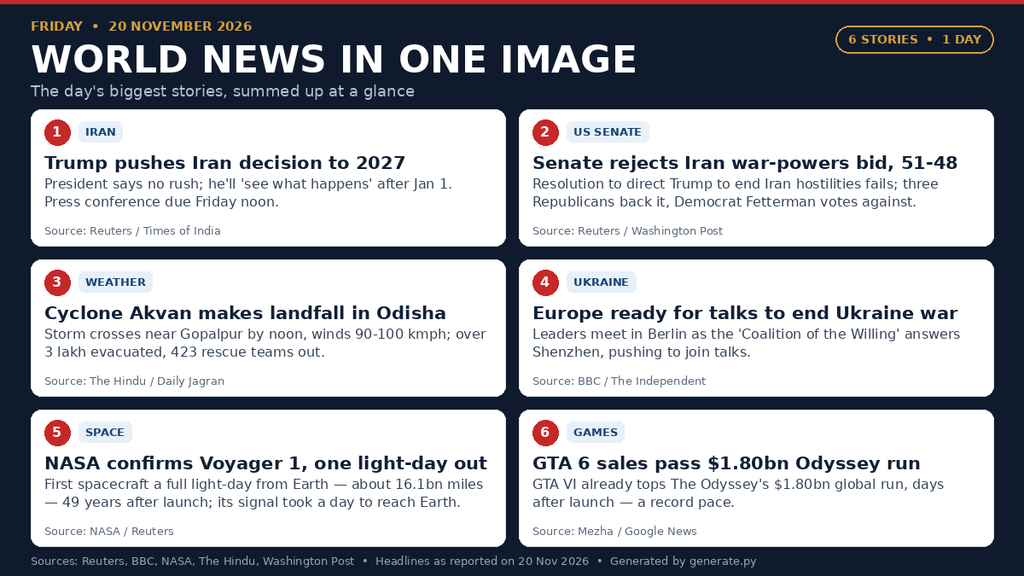 FRIDAY • 20 NOVEMBER 2026
6 STORIES • 1 DAY
WORLD NEWS IN ONE IMAGE
The day's biggest stories, summed up at a glance
1 IRAN
Trump pushes Iran decision to 2027
President says no rush; he'll 'see what happens' after Jan 1.
Press conference due Friday noon.
Source: Reuters / Times of India
2 US SENATE
Senate rejects Iran war-powers bid, 51-48
Resolution to direct Trump to end Iran hostilities fails; three
Republicans back it, Democrat Fetterman votes against.
Source: Reuters / Washington Post
3 WEATHER
Cyclone Akvan makes landfall in Odisha
Storm crosses near Gopalpur by noon, winds 90-100 kmph; over
3 lakh evacuated, 423 rescue teams out.
Source: The Hindu / Daily Jagran
4 UKRAINE
Europe ready for talks to end Ukraine war
Leaders meet in Berlin as the 'Coalition of the Willing' answers
Shenzhen, pushing to join talks.
Source: BBC / The Independent
5 SPACE
NASA confirms Voyager 1, one light-day out
First spacecraft a full light-day from Earth — about 16.1bn miles
— 49 years after launch; its signal took a day to reach Earth.
Source: NASA / Reuters
6 GAMES
GTA 6 sales pass $1.80bn Odyssey run
GTA VI already tops The Odyssey's $1.80bn global run, days
after launch — a record pace.
Source: Mezha / Google News
Sources: Reuters, BBC, NASA, The Hindu, Washington Post • Headlines as reported on 20 Nov 2026 • Generated by generate.py